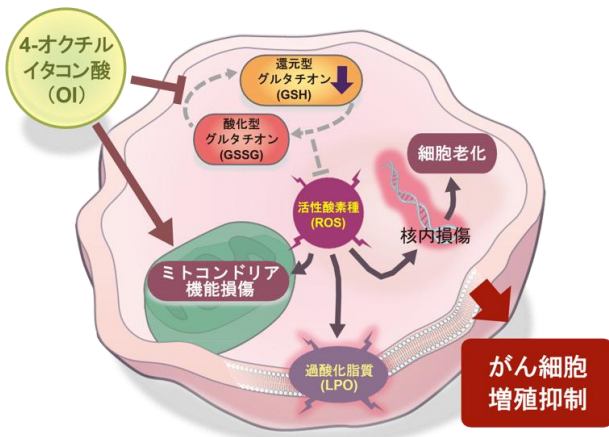 4-オクチル
イタコン酸
（OI）
還元型
グルタチオン
(GSH)
酸化型
グルタチオン
(GSSG)
細胞老化
活性酸素種
(ROS)
核内損傷
ミトコンドリア
機能損傷
過酸化脂質
(LPO)
がん細胞
増殖抑制